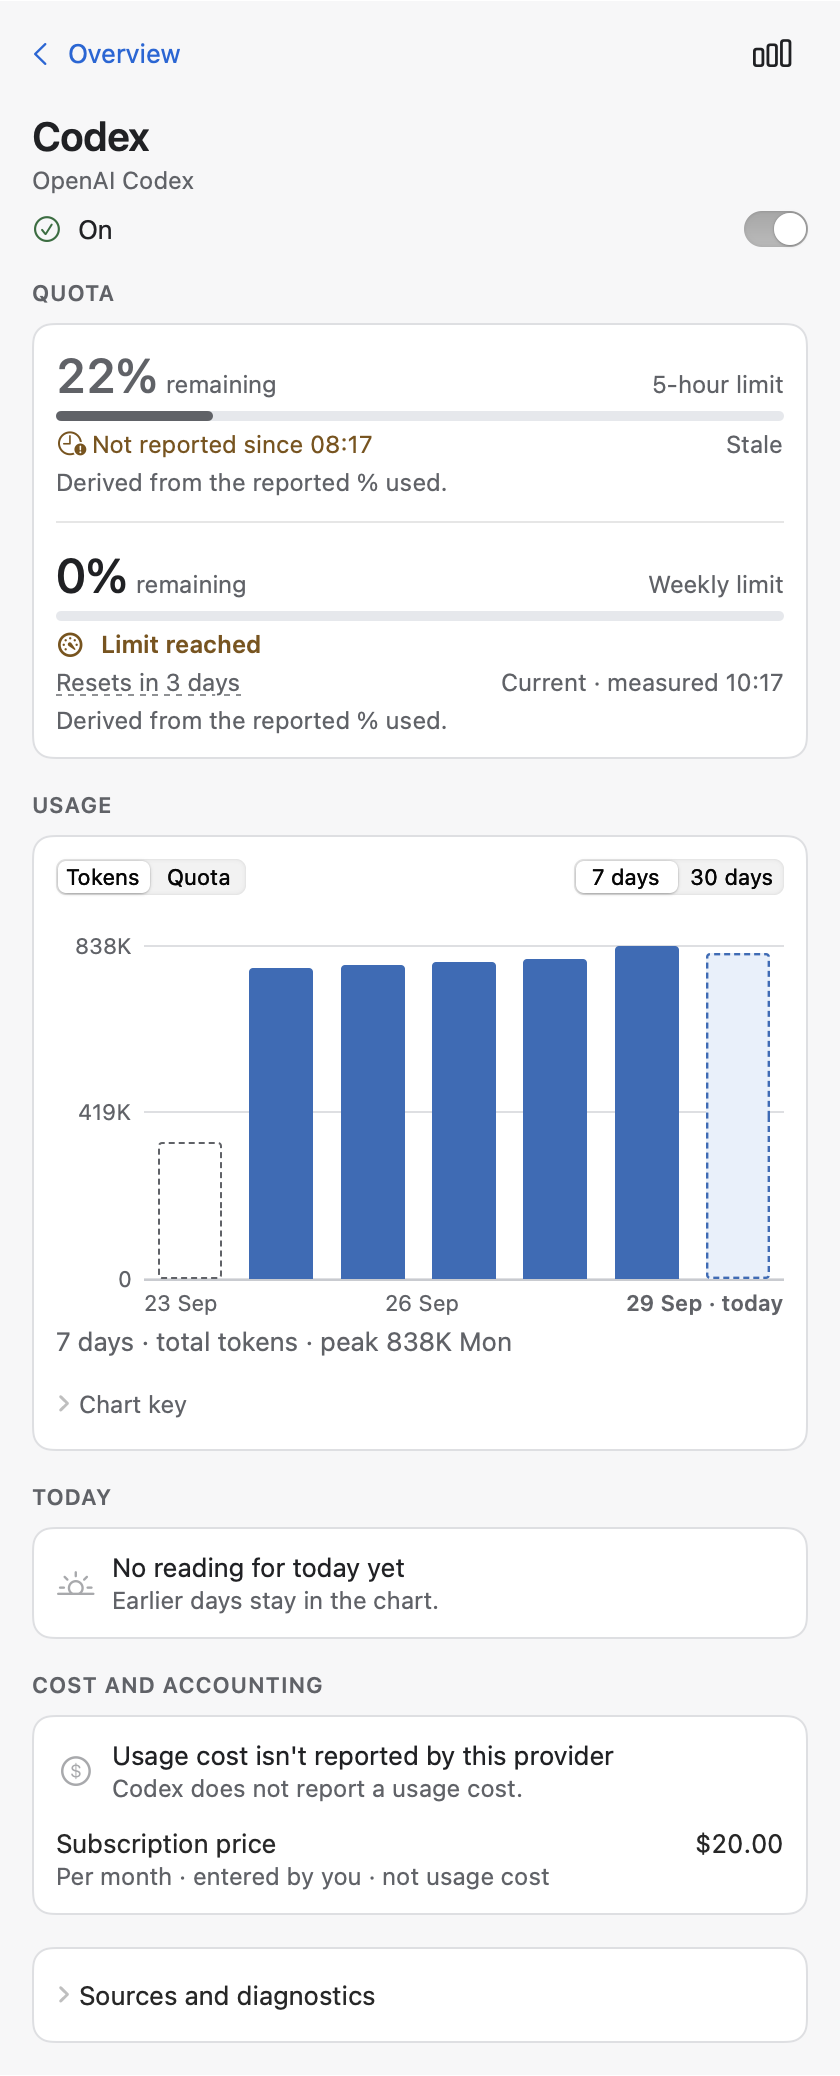 Overview
Codex
OpenAI Codex
On
QUOTA
22% remaining 5-hour limit
Not reported since 08:17 Stale
Derived from the reported % used.
0% remaining Weekly limit
Limit reached
Resets in 3 days Current · measured 10:17
Derived from the reported % used.
USAGE
Tokens Quota 7 days 30 days
838K
419K
0
23 Sep 26 Sep 29 Sep · today
7 days · total tokens · peak 838K Mon
Chart key
TODAY
No reading for today yet
Earlier days stay in the chart.
COST AND ACCOUNTING
$
Usage cost isn't reported by this provider
Codex does not report a usage cost.
Subscription price $20.00
Per month · entered by you · not usage cost
Sources and diagnostics